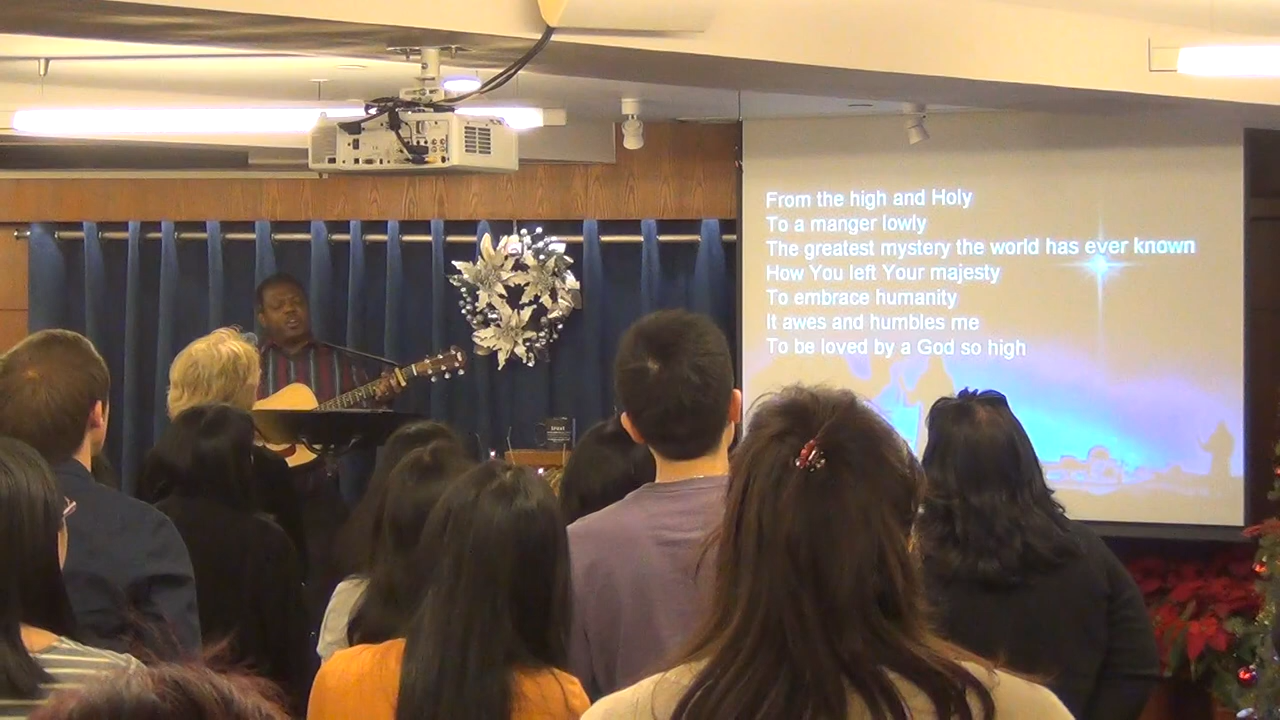 From the high and Holy
To a manger lowly
The greatest mystery the world has ever known
How You left Your majesty
To embrace humanity
It awes and humbles me
To be loved by a God so high